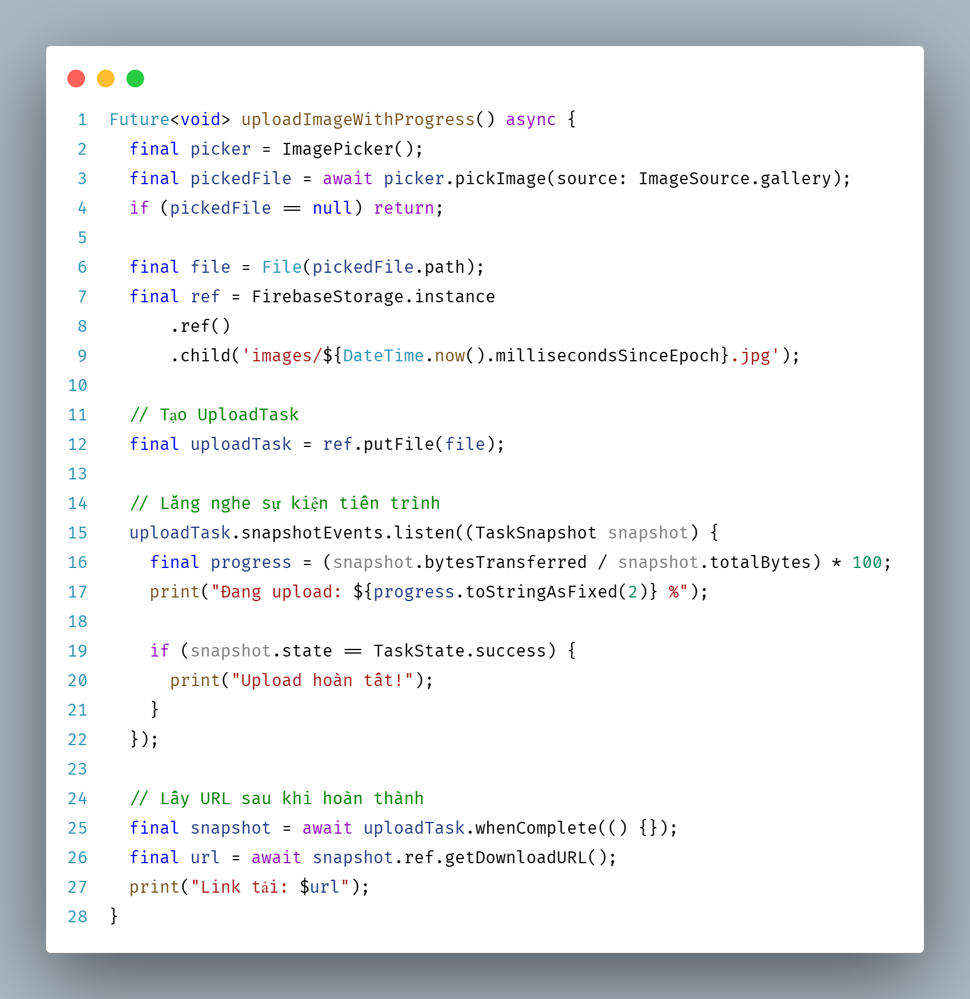 1 Future<void> uploadImageWithProgress() async {
2   final picker = ImagePicker();
3   final pickedFile = await picker.pickImage(source: ImageSource.gallery);
4   if (pickedFile == null) return;
5
6   final file = File(pickedFile.path);
7   final ref = FirebaseStorage.instance
8       .ref()
9       .child('images/${DateTime.now().millisecondsSinceEpoch}.jpg');
10
11   // Tạo UploadTask
12   final uploadTask = ref.putFile(file);
13
14   // Lắng nghe sự kiện tiến trình
15   uploadTask.snapshotEvents.listen((TaskSnapshot snapshot) {
16     final progress = (snapshot.bytesTransferred / snapshot.totalBytes) * 100;
17     print("Đang upload: ${progress.toStringAsFixed(2)} %");
18
19     if (snapshot.state == TaskState.success) {
20       print("Upload hoàn tất!");
21     }
22   });
23
24   // Lấy URL sau khi hoàn thành
25   final snapshot = await uploadTask.whenComplete(() {});
26   final url = await snapshot.ref.getDownloadURL();
27   print("Link tải: $url");
28 }